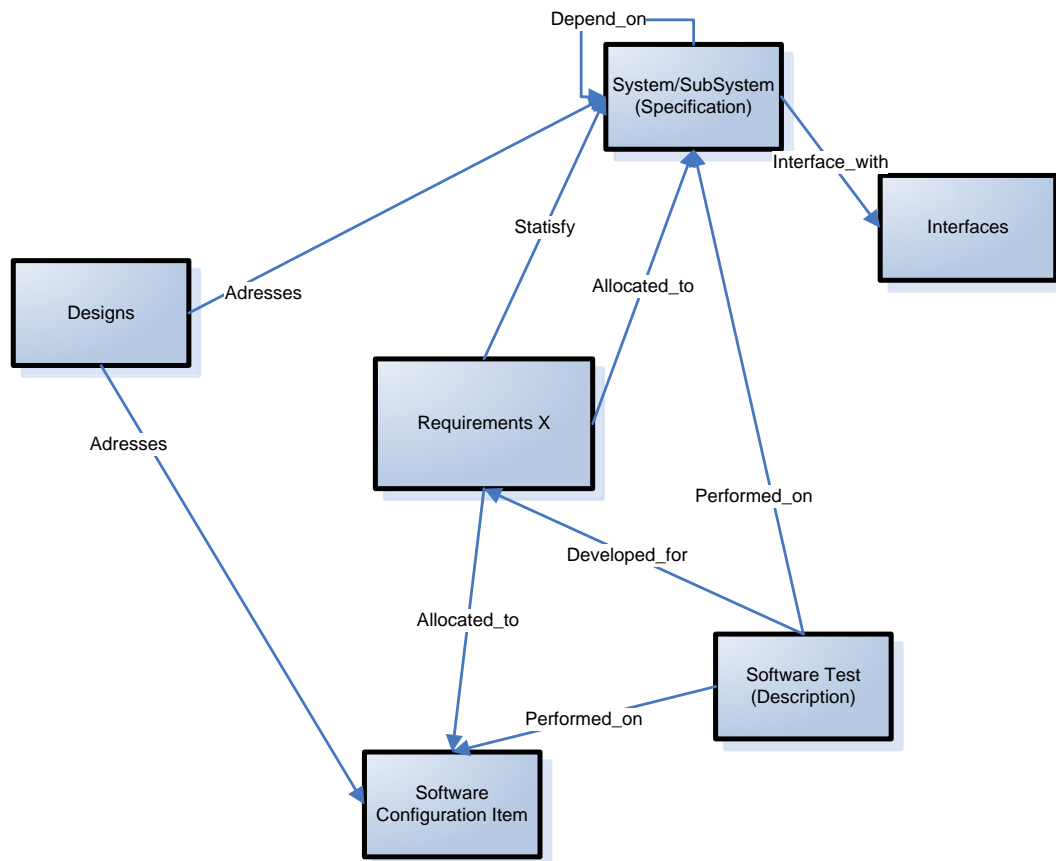 Depend_on
System/SubSystem
(Specification)
Interface_with
Interfaces
Statisfy
Designs
Adresses
Allocated_to
Requirements X
Adresses
Performed_on
Developed_for
Allocated_to
Software Test
(Description)
Performed_on
Software
Configuration Item